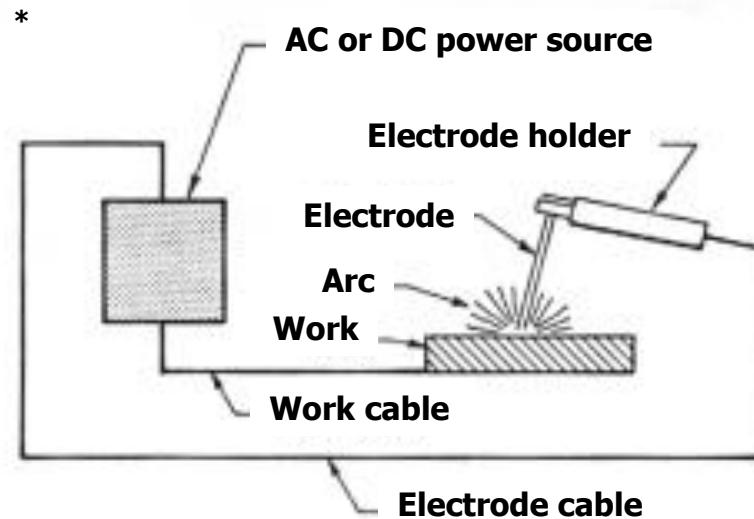 *
AC or DC power source
Electrode holder
Electrode
Arc
Work
Work cable
Electrode cable